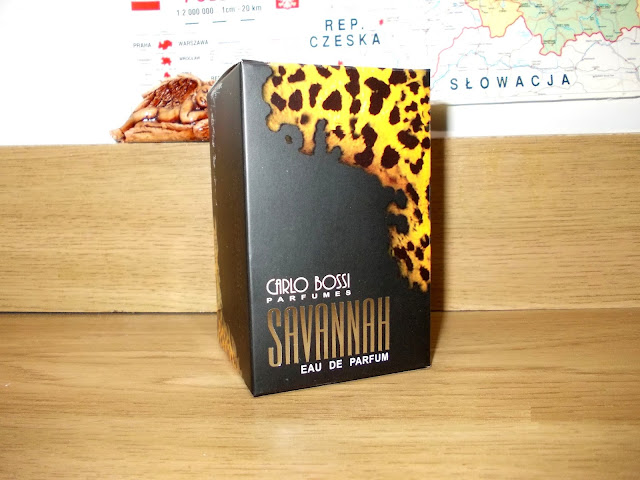 1:2 000 000 1cm - 20 km
PRAHA
WARSZAWA
WROCŁAW
REP.
CZESKA
SŁOWACJA
CARLO BOSSI
PARFUMES
SAVANNAH
EAU DE PARFUM